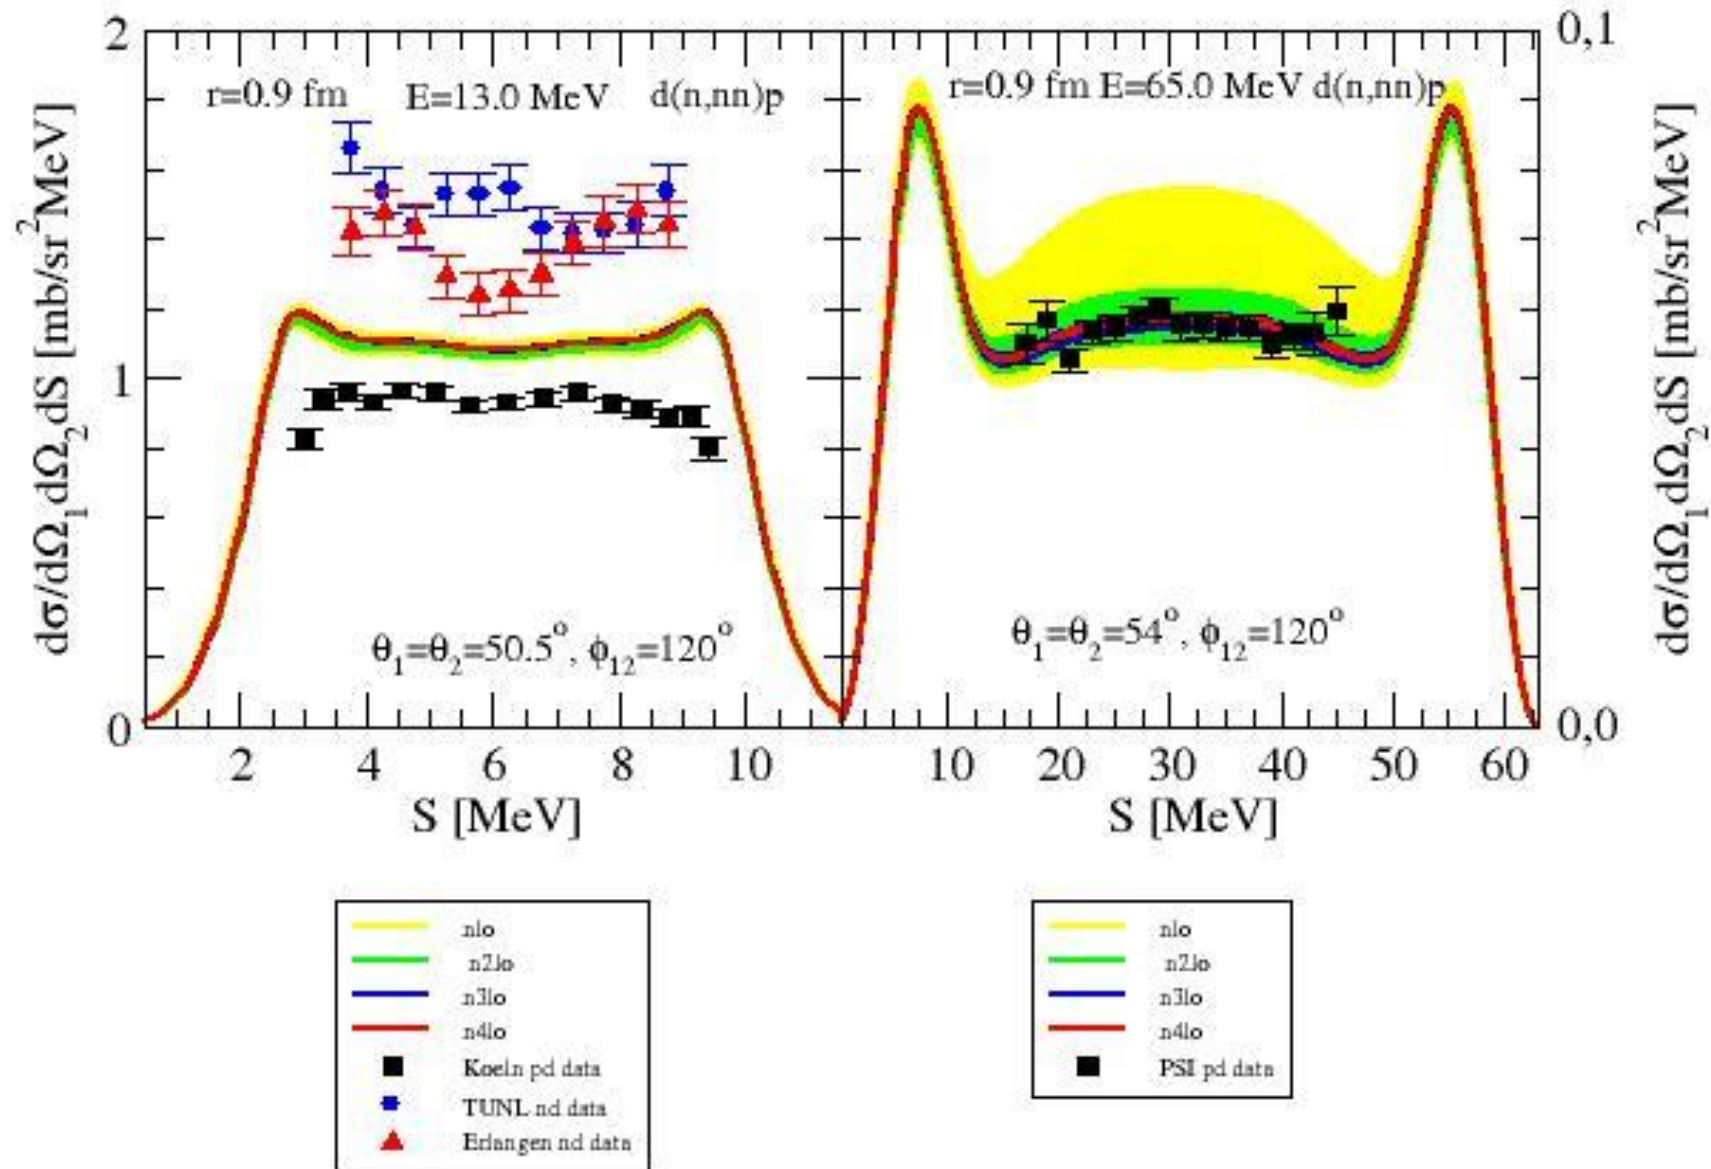 2
0,1
r=0.9 fm E=13.0 MeV d(n,nn)p
r=0.9 fm E=65.0 MeV d(n,nn)p
dσ/dΩ₁dΩ₂dS [mb/sr²MeV]
dσ/dΩ₁dΩ₂dS [mb/sr²MeV]
1
θ₁=θ₂=50.5°, ϕ₁₂=120°
θ₁=θ₂=54°, ϕ₁₂=120°
0
0,0
2 4 6 8 10
10 20 30 40 50 60
S [MeV]
S [MeV]
nlo
n2lo
n3lo
n4lo
Koeln pd data
TUNL nd data
Erlangen nd data
nlo
n2lo
n3lo
n4lo
PSI pd data